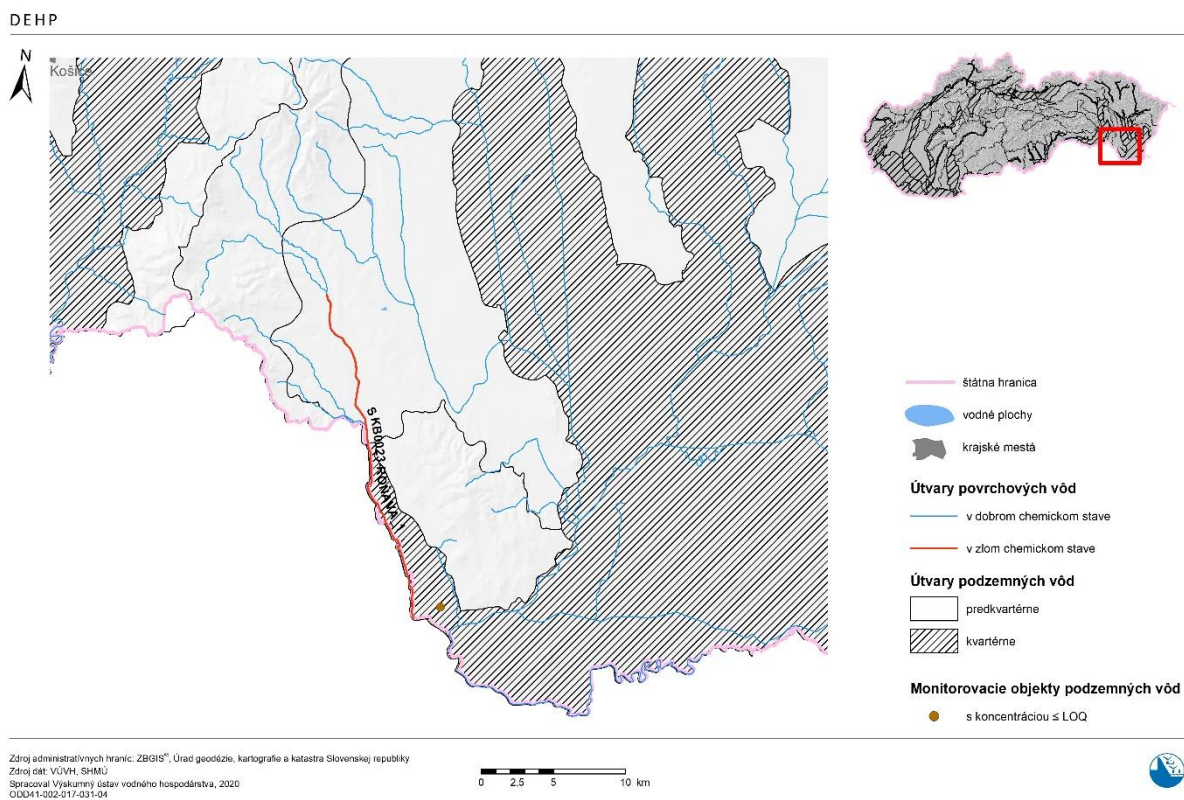 DEHP
N
Košice
SKB0023 ROŇAVA_1
štátna hranica
vodné plochy
krajské mestá
Útvary povrchových vôd
v dobrom chemickom stave
v zlom chemickom stave
Útvary podzemných vôd
predkvartérne
kvartérne
Monitorovacie objekty podzemných vôd
s koncentráciou ≤ LOQ
Zdroj administratívnych hraníc: ZBGIS®, Úrad geodézie, kartografie a katastra Slovenskej republiky
Zdroj dát: VÚVH, SHMÚ
Spracoval Výskumný ústav vodného hospodárstva, 2020
ODD41-002-017-031-04
0 2.5 5 10 km